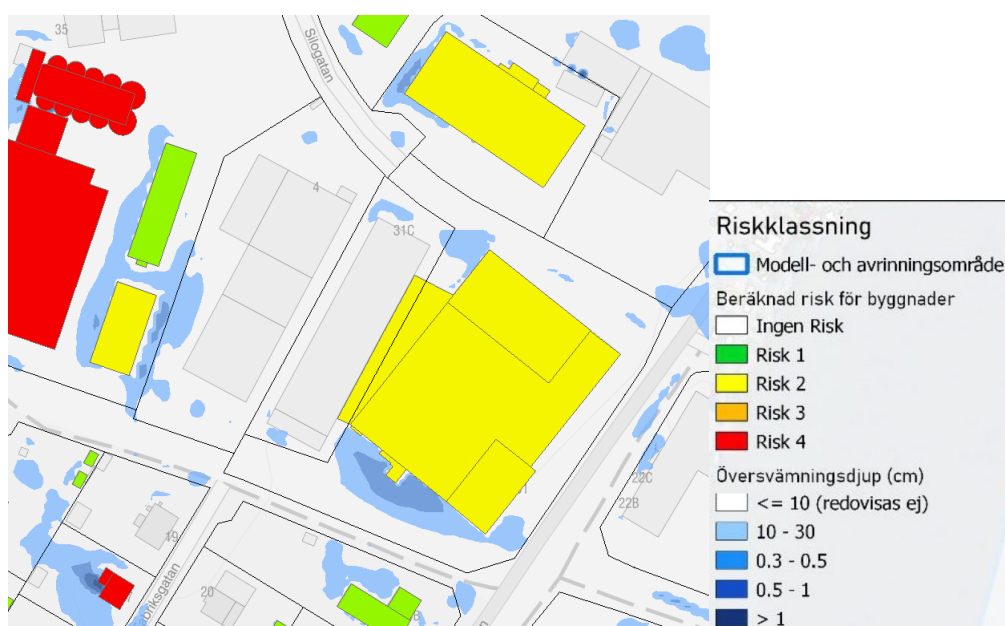 35
Silogatan
4
31C
22C
22B
19
20
Riskklassning
Modell- och avrinningsområde
Beräknad risk för byggnader
Ingen Risk
Risk 1
Risk 2
Risk 3
Risk 4
Översvämningsdjup (cm)
<= 10 (redovisas ej)
10 - 30
0.3 - 0.5
0.5 - 1
> 1